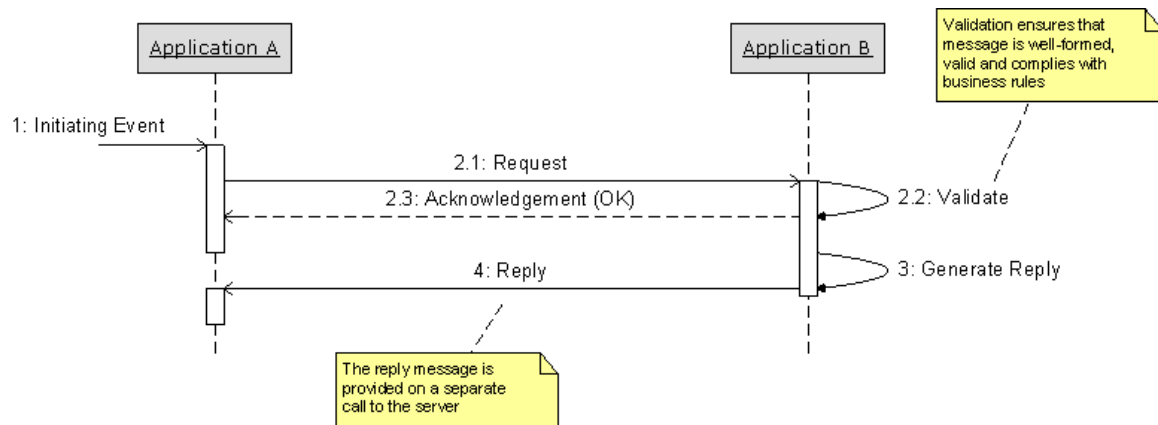 Application A
Application B
Validation ensures that
message is well-formed,
valid and complies with
business rules
1: Initiating Event
2.1: Request
2.3: Acknowledgement (OK)
2.2: Validate
4: Reply
3: Generate Reply
The reply message is
provided on a separate
call to the server